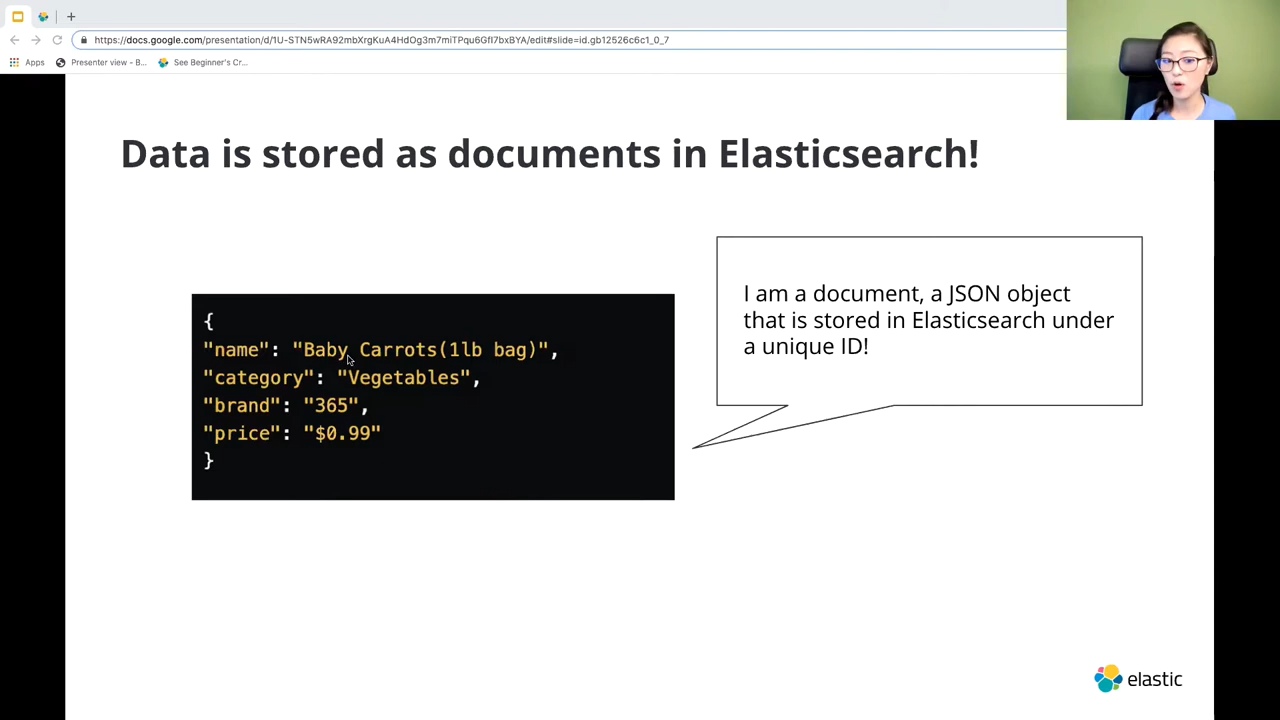 https://docs.google.com/presentation/d/1U-STN5wRA92mbXrgKuA4HdOg3m7miTPqu6GfI7bxBYA/edit#slide=id.gb12526c6c1_0_7
Apps
Presenter view - B...
See Beginner's Cr...
Data is stored as documents in Elasticsearch!
I am a document, a JSON object
that is stored in Elasticsearch under
a unique ID!
{
"name": "Baby Carrots(1lb bag)",
"category": "Vegetables",
"brand": "365",
"price": "$0.99"
}
elastic